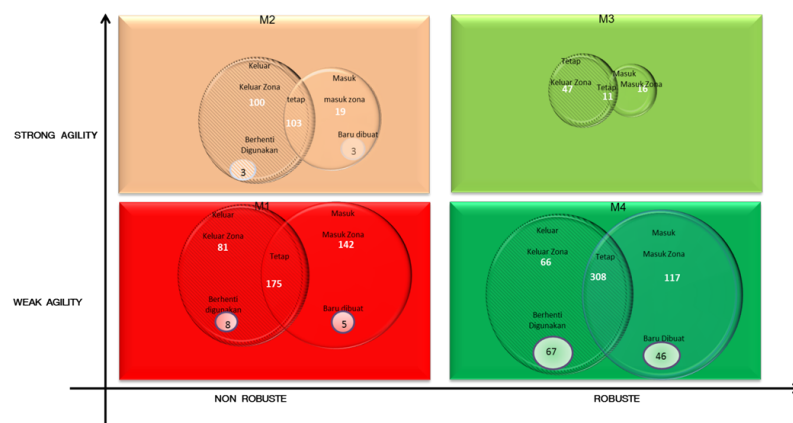 M2
Keluar
Keluar Zona
100
tetap
103
Berhenti
Digunakan
3
Masuk
masuk zona
19
Baru dibuat
3
M3
Tetap
Keluar Zona
47
Tetap
11
Masuk
Masuk Zona
16
STRONG AGILITY
M1
Keluar
Keluar Zona
81
Tetap
175
Berhenti
digunakan
8
Masuk
Masuk Zona
142
Baru dibuat
5
M4
Keluar
Keluar Zona
66
Tetap
308
Berhenti
Digunakan
67
Masuk
Masuk Zona
117
Baru Dibuat
46
WEAK AGILITY
NON ROBUSTE
ROBUSTE